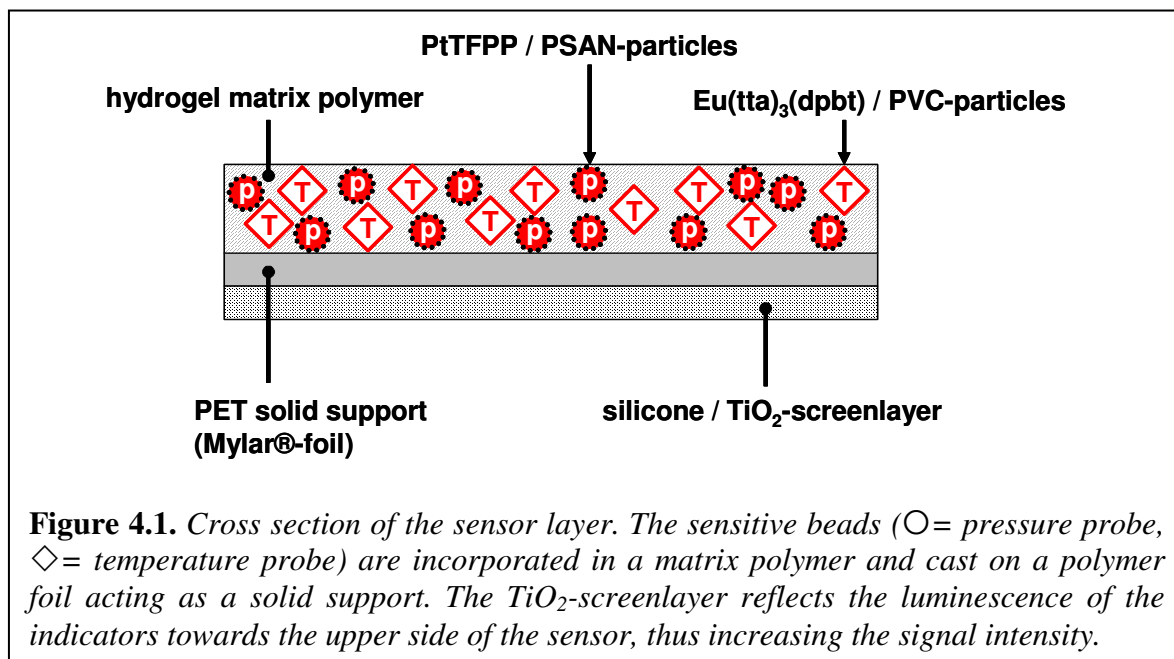 PtTFPP / PSAN-particles
hydrogel matrix polymer
Eu(tta)₃(dpbt) / PVC-particles
p T p T p T p T p p T
T p T p T p p T p T p
PET solid support
(Mylar®-foil)
silicone / TiO₂-screenlayer
Figure 4.1. Cross section of the sensor layer. The sensitive beads (○= pressure probe,
◇= temperature probe) are incorporated in a matrix polymer and cast on a polymer
foil acting as a solid support. The TiO₂-screenlayer reflects the luminescence of the
indicators towards the upper side of the sensor, thus increasing the signal intensity.